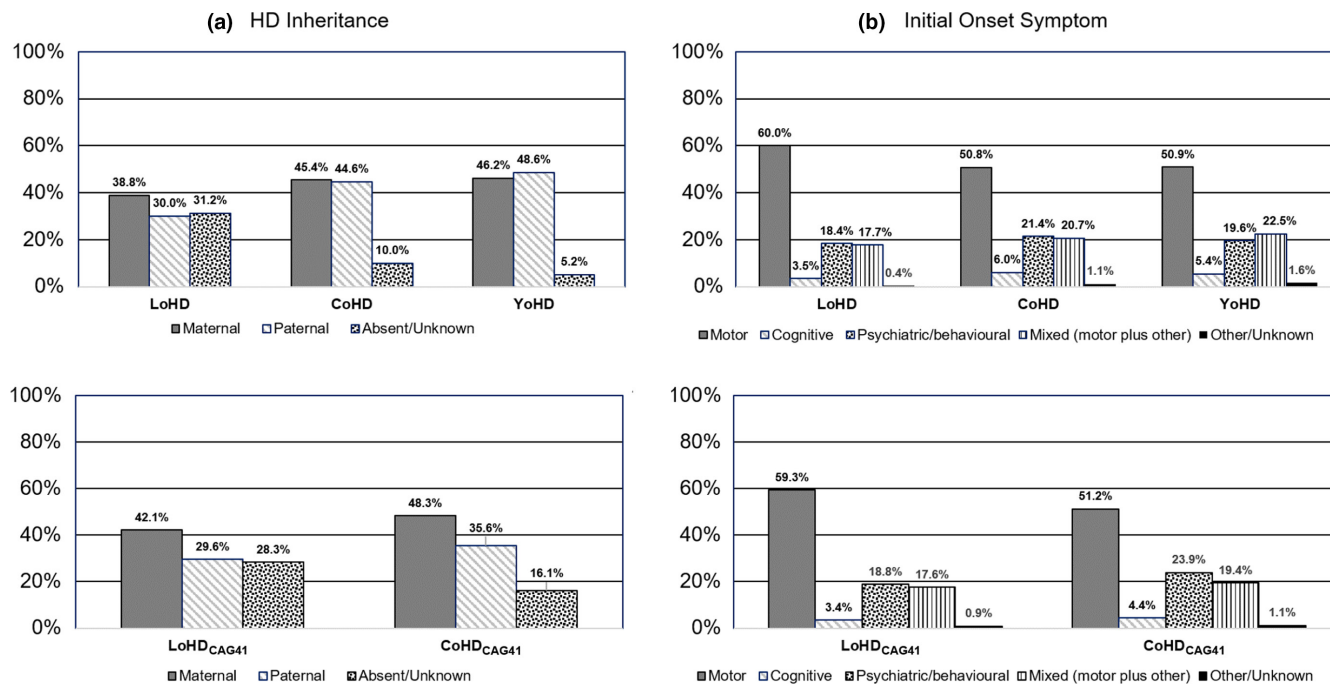 (a) HD Inheritance
100%
80%
60%
40%
20%
0%
38.8% 30.0% 31.2%
45.4% 44.6% 10.0%
46.2% 48.6% 5.2%
LoHD CoHD YoHD
Maternal Paternal Absent/Unknown
(b) Initial Onset Symptom
100%
80%
60%
40%
20%
0%
60.0% 3.5% 18.4% 17.7% 0.4%
50.8% 6.0% 21.4% 20.7% 1.1%
50.9% 5.4% 19.6% 22.5% 1.6%
LoHD CoHD YoHD
Motor Cognitive Psychiatric/behavioural Mixed (motor plus other) Other/Unknown
100%
80%
60%
40%
20%
0%
42.1% 29.6% 28.3%
48.3% 35.6% 16.1%
LoHDCAG41 CoHDCAG41
Maternal Paternal Absent/Unknown
100%
80%
60%
40%
20%
0%
59.3% 3.4% 18.8% 17.6% 0.9%
51.2% 4.4% 23.9% 19.4% 1.1%
LoHDCAG41 CoHDCAG41
Motor Cognitive Psychiatric/behavioural Mixed (motor plus other) Other/Unknown